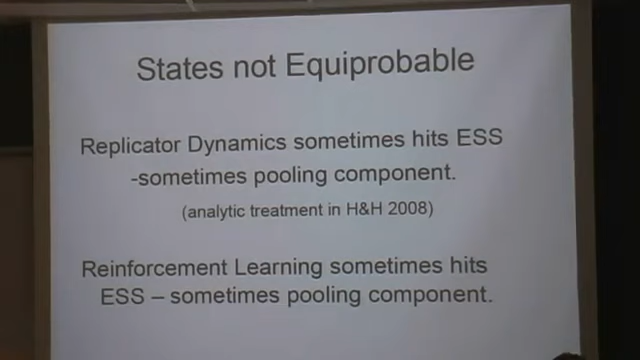 States not Equiprobable
Replicator Dynamics sometimes hits ESS
-sometimes pooling component.
(analytic treatment in H&H 2008)
Reinforcement Learning sometimes hits
ESS – sometimes pooling component.